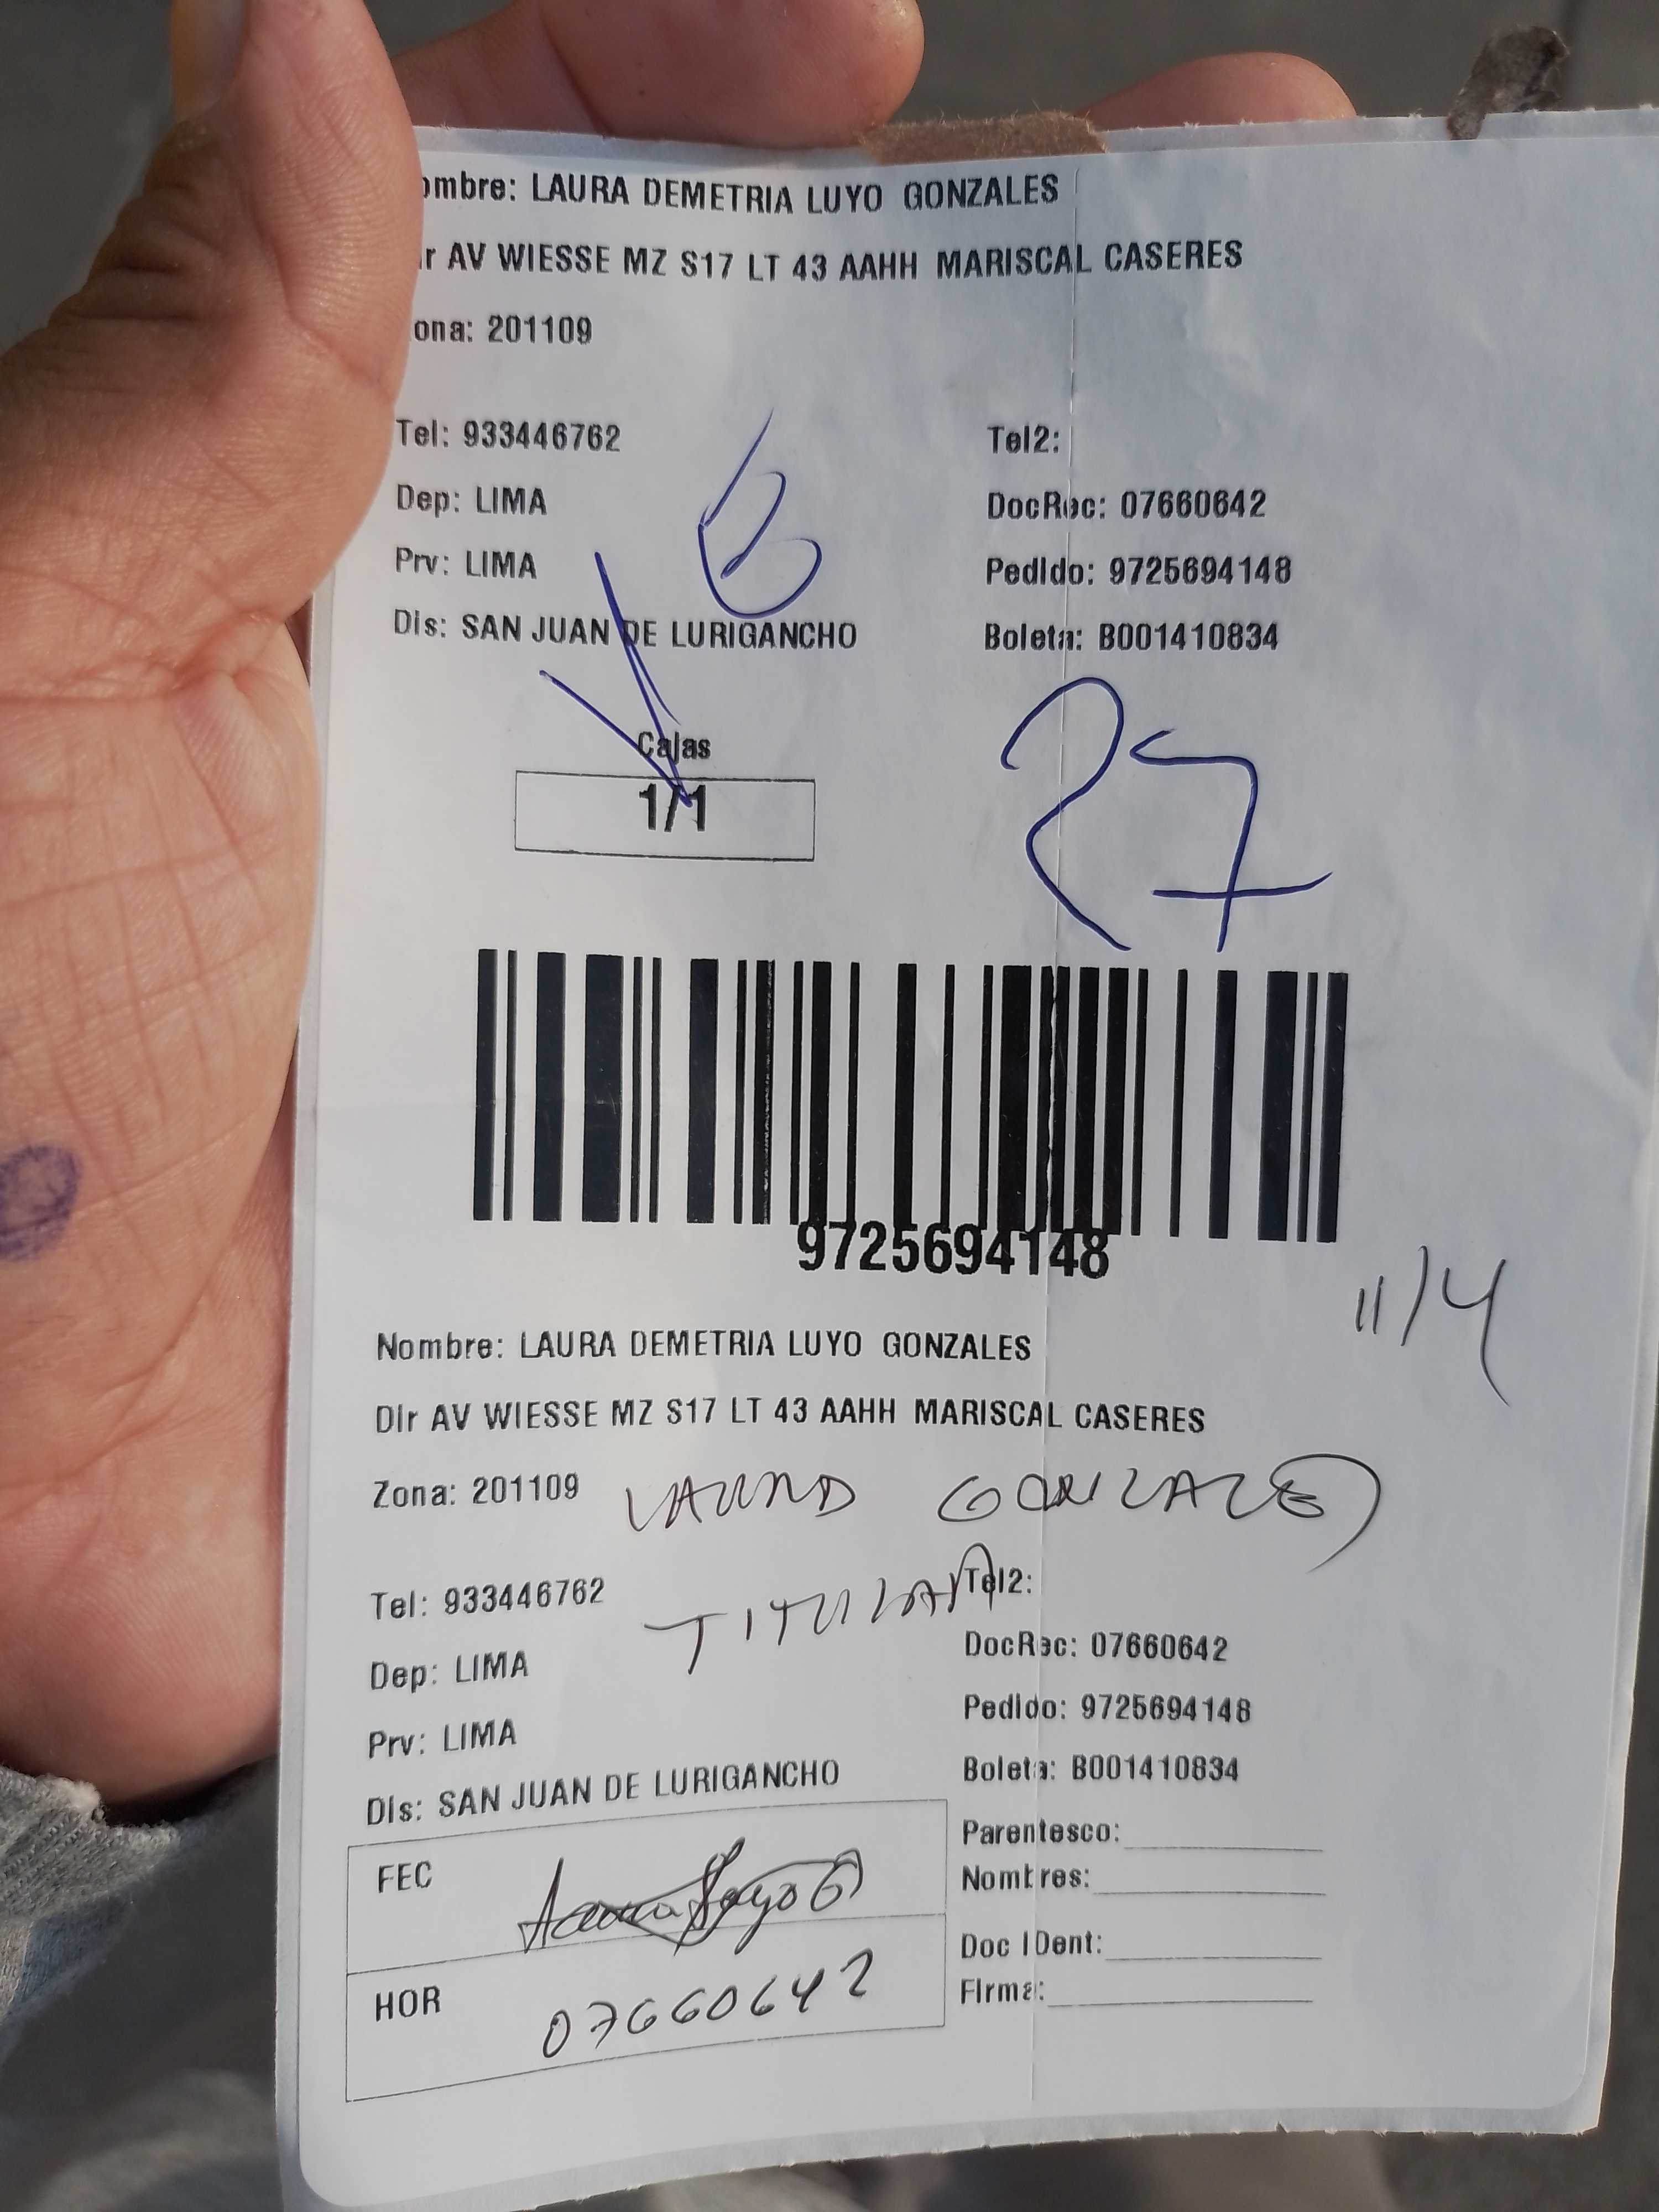 ombre: LAURA DEMETRIA LUYO GONZALES
ir AV WIESSE MZ S17 LT 43 AAHH MARISCAL CASERES
ona: 201109
Tel: 933446762 Tel2:
Dep: LIMA DocRec: 07660642
Prv: LIMA Pedido: 9725694148
Dis: SAN JUAN DE LURIGANCHO Boleta: B001410834
27
Cajas
1/1
9725694148
11/4
Nombre: LAURA DEMETRIA LUYO GONZALES
Dir AV WIESSE MZ S17 LT 43 AAHH MARISCAL CASERES
Zona: 201109 GONZALES
Tel: 933446762 TITULAR Tel2:
Dep: LIMA DocRec: 07660642
Prv: LIMA Pedido: 9725694148
Dis: SAN JUAN DE LURIGANCHO Boleta: B001410834
Parentesco:
FEC Nombres:
Doc IDent:
HOR 07660642 Firma: